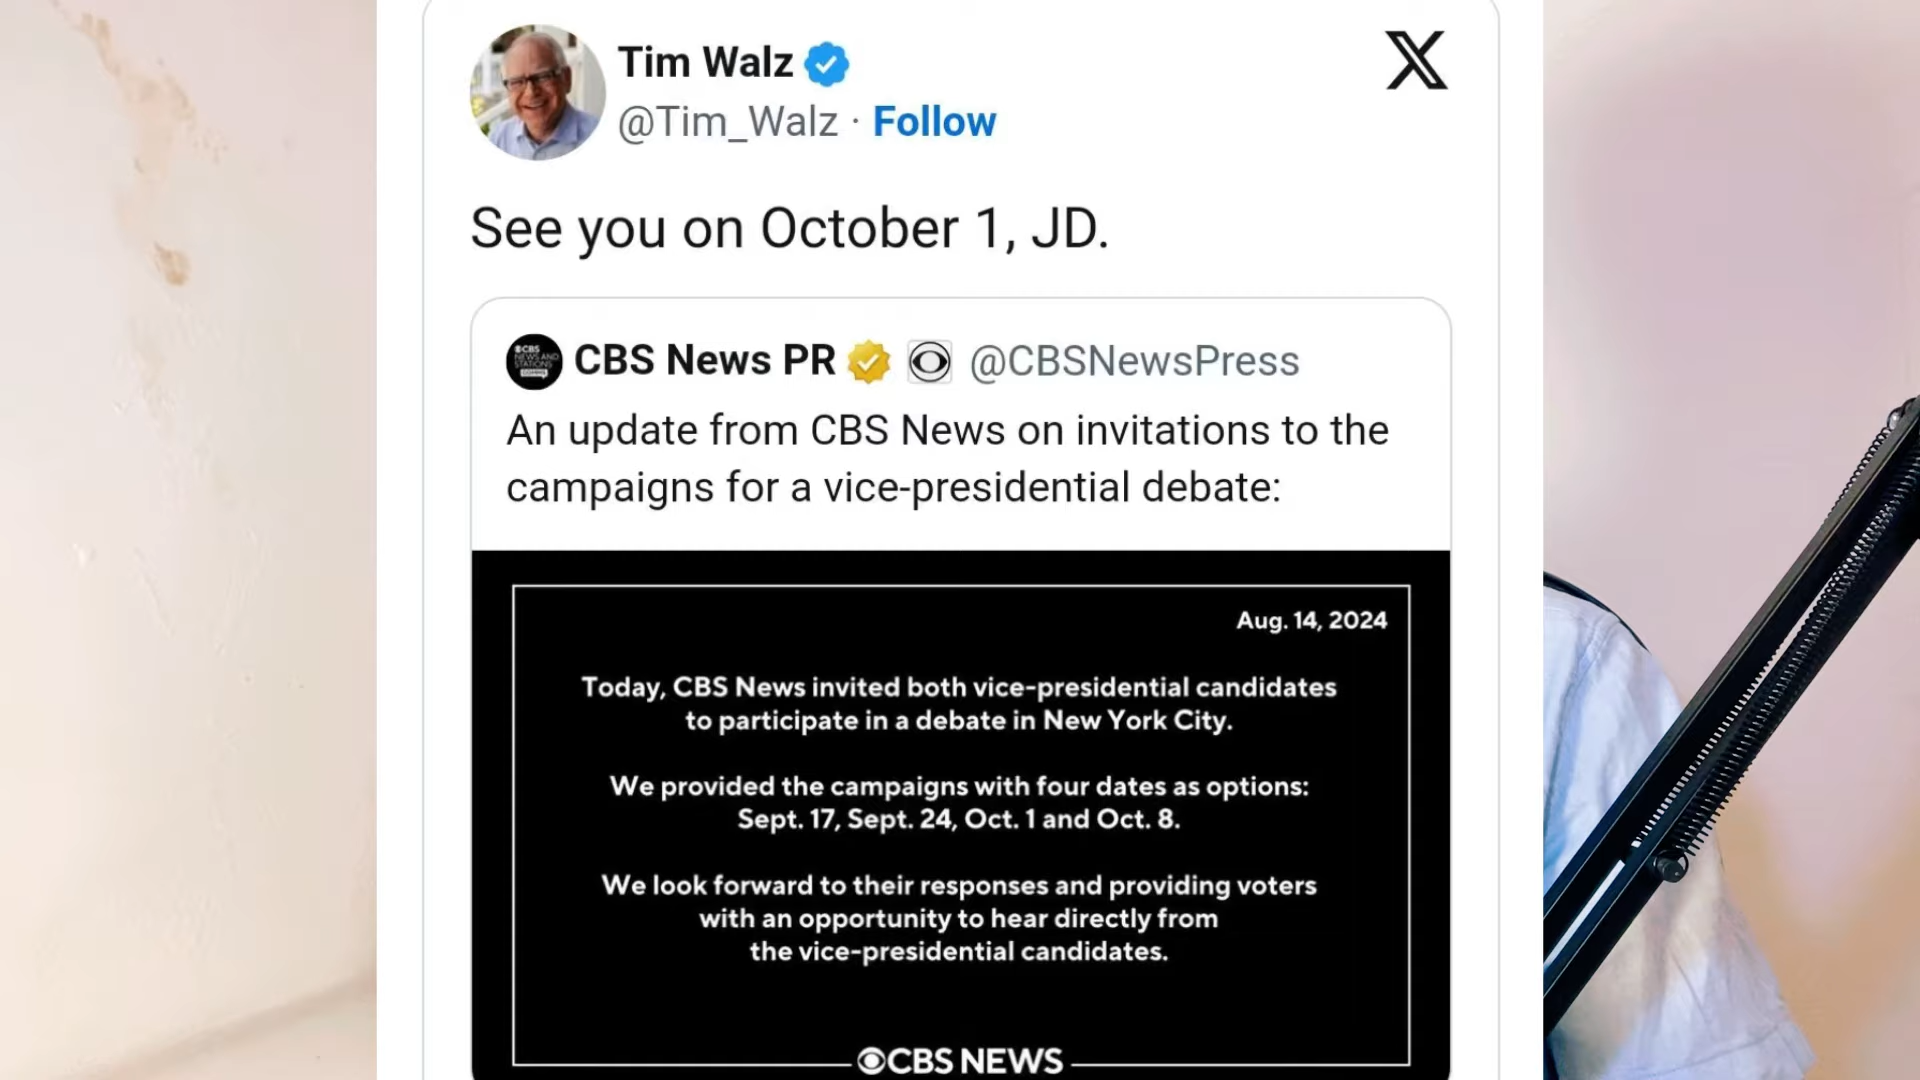 Tim Walz
@Tim_Walz · Follow
See you on October 1, JD.
CBS News PR @CBSNewsPress
An update from CBS News on invitations to the
campaigns for a vice-presidential debate:
Aug. 14, 2024
Today, CBS News invited both vice-presidential candidates
to participate in a debate in New York City.
We provided the campaigns with four dates as options:
Sept. 17, Sept. 24, Oct. 1 and Oct. 8.
We look forward to their responses and providing voters
with an opportunity to hear directly from
the vice-presidential candidates.
CBS NEWS